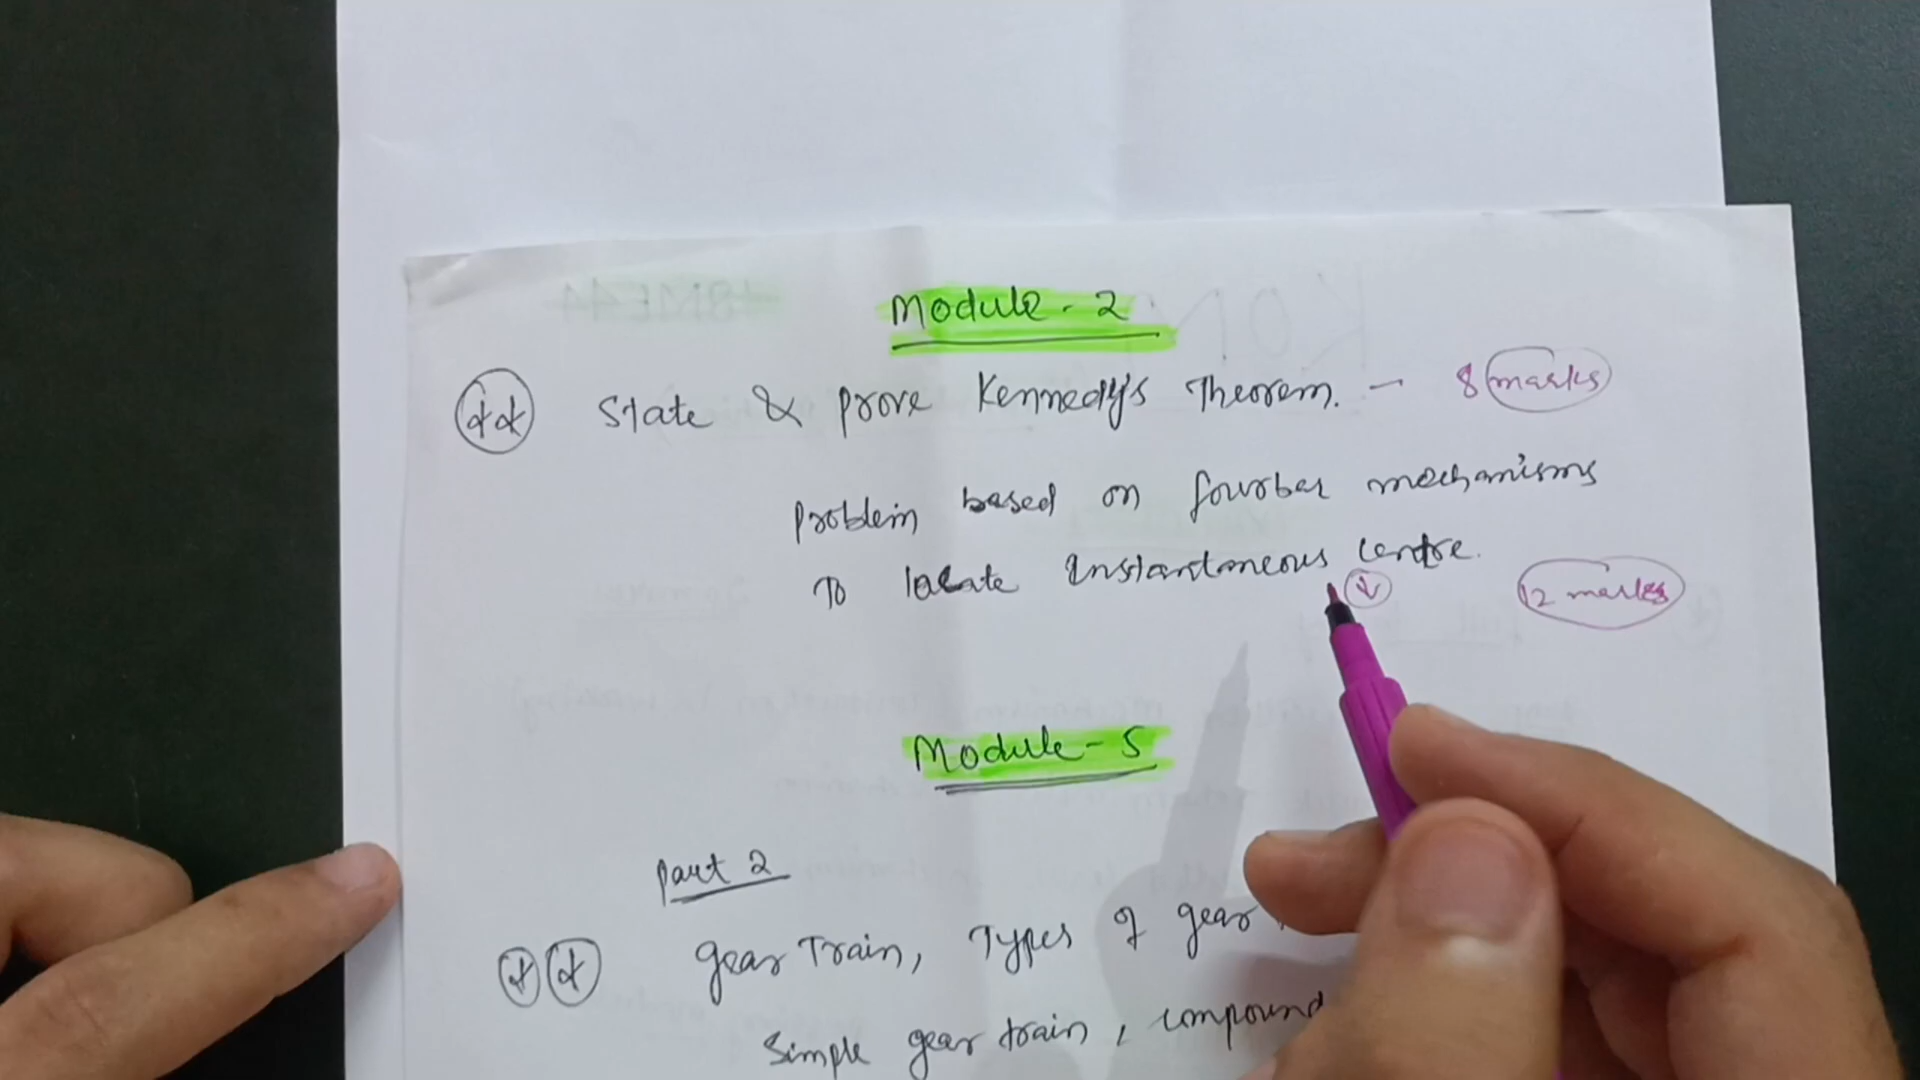 Module - 2
State & prove Kennedy's Theorem. - 8 marks
problem based on fourbar mechanisms
To locate instantaneous centre.
12 marks
Module - 5
part 2
gear Train, Types of gear
Simple gear train, compound